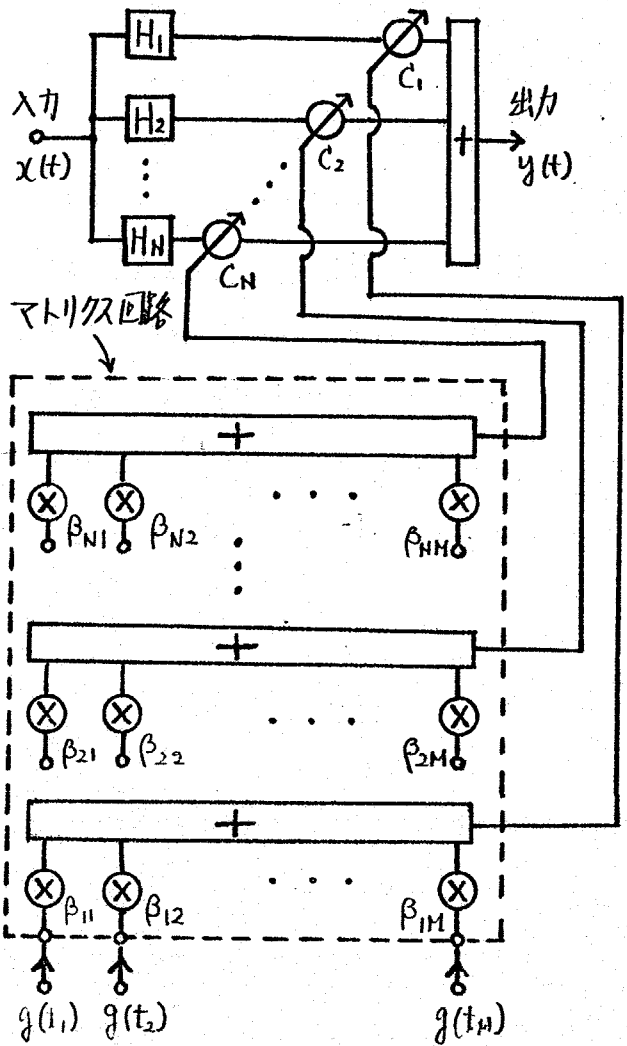 H1
C1
入力
出力
H2
C2
+
x(t)
y(t)
HN
CN
マトリクス回路
+
βN1
βN2
βNM
+
β21
β22
β2M
+
β11
β12
β1M
g(t1)
g(t2)
g(tM)